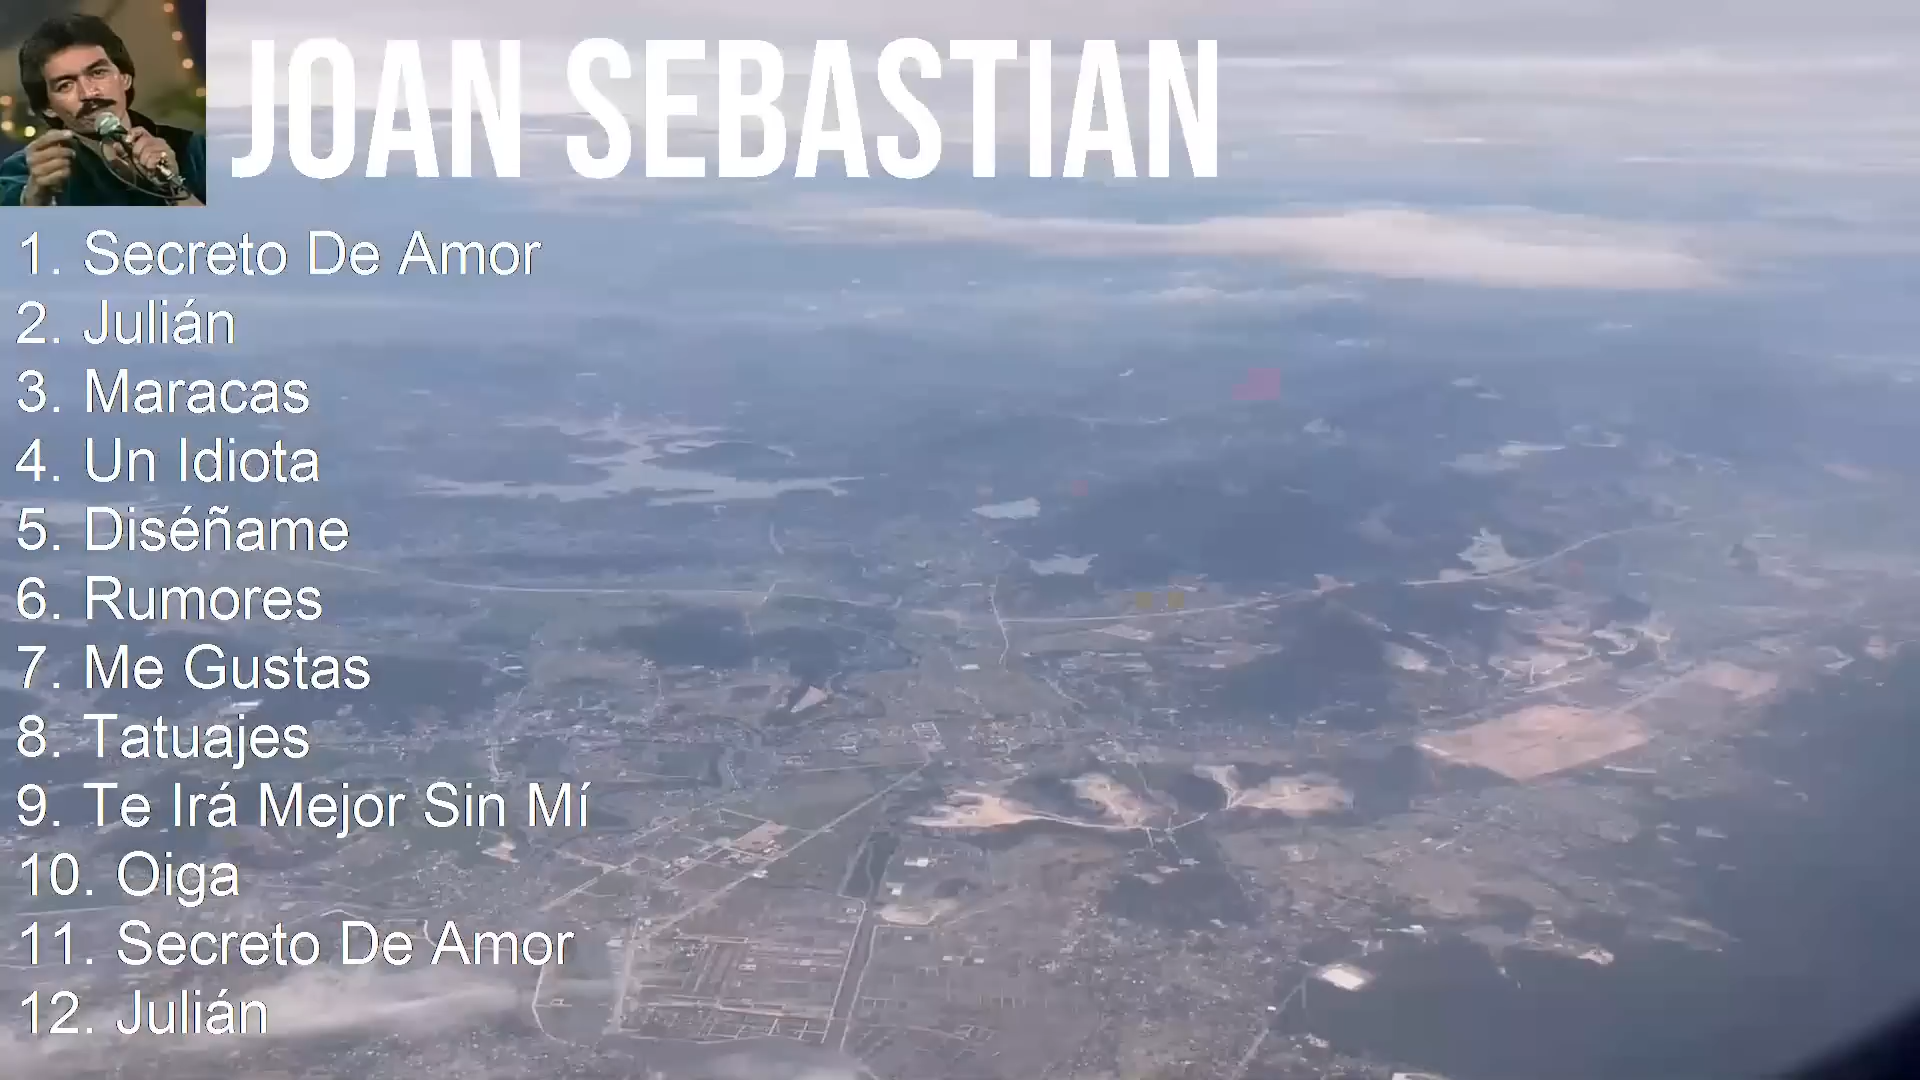 JOAN SEBASTIAN
1. Secreto De Amor
2. Julián
3. Maracas
4. Un Idiota
5. Diséñame
6. Rumores
7. Me Gustas
8. Tatuajes
9. Te Irá Mejor Sin Mí
10. Oiga
11. Secreto De Amor
12. Julián